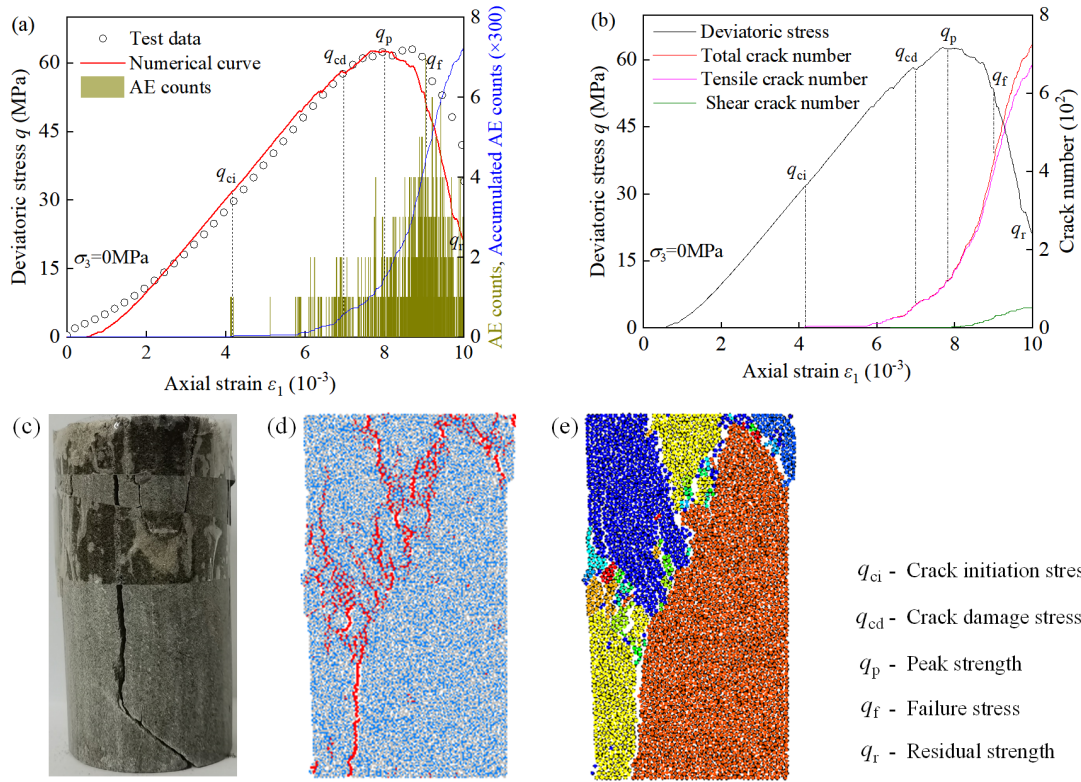 (a)
Test data
Numerical curve
AE counts
q_ci
q_cd
q_p
q_f
q_r
σ₃=0MPa
Deviatoric stress q (MPa)
0
15
30
45
60
0
2
4
6
8
10
Axial strain ε₁ (10⁻³)
0
2
4
6
8
AE counts, Accumulated AE counts (×300)
(b)
Deviatoric stress
Total crack number
Tensile crack number
Shear crack number
q_ci
q_cd
q_p
q_f
q_r
σ₃=0MPa
Deviatoric stress q (MPa)
0
15
30
45
60
0
2
4
6
8
10
Axial strain ε₁ (10⁻³)
0
2
4
6
8
Crack number (10²)
(c)
(d)
(e)
q_ci - Crack initiation stres
q_cd - Crack damage stress
q_p - Peak strength
q_f - Failure stress
q_r - Residual strength